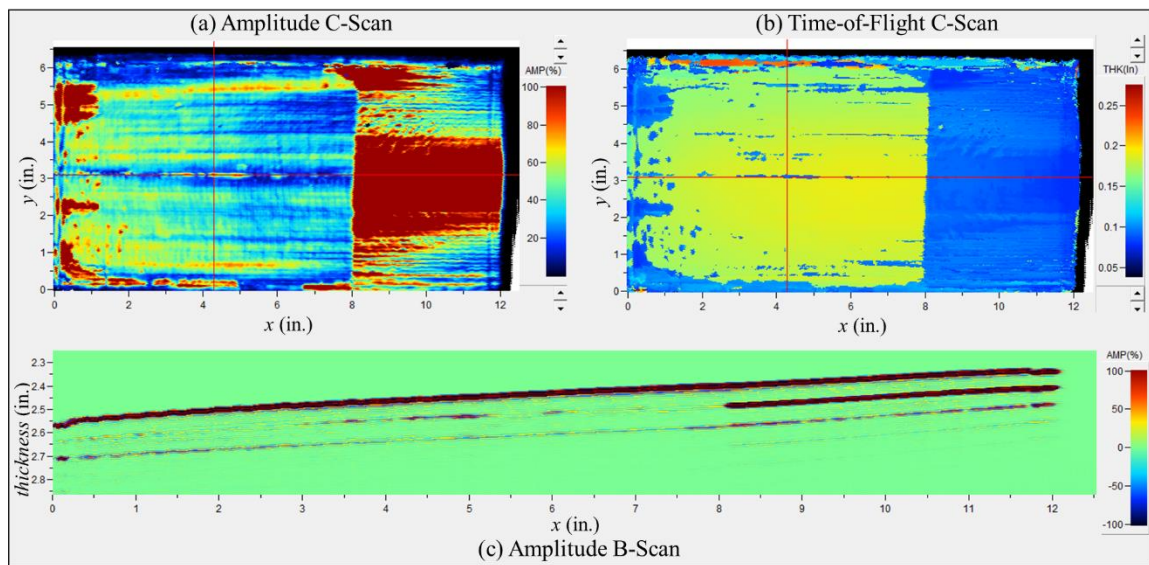 (a) Amplitude C-Scan
AMP(%)
100
80
60
40
20
6
5
4
3
2
1
0
y (in.)
0 2 4 6 8 10 12
x (in.)
(b) Time-of-Flight C-Scan
THK(In)
0.25
0.2
0.15
0.1
0.05
6
5
4
3
2
1
0
y (in.)
0 2 4 6 8 10 12
x (in.)
AMP(%)
100
50
0
-50
-100
2.3
2.4
2.5
2.6
2.7
2.8
thickness (in.)
0 1 2 3 4 5 6 7 8 9 10 11 12
x (in.)
(c) Amplitude B-Scan